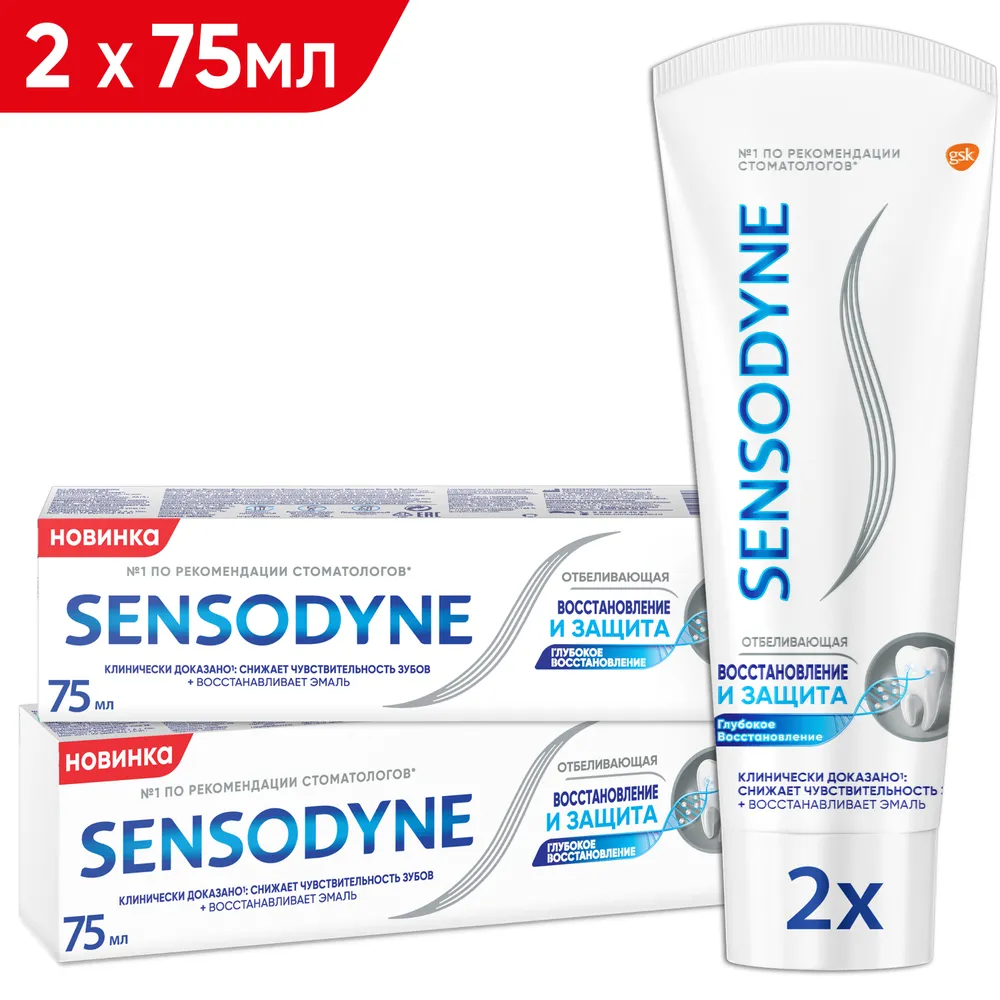 2 x 75мл
№1 ПО РЕКОМЕНДАЦИИ
СТОМАТОЛОГОВ*
gsk
SENSODYNE
ОТБЕЛИВАЮЩАЯ
ВОССТАНОВЛЕНИЕ
И ЗАЩИТА
Глубокое
Восстановление
КЛИНИЧЕСКИ ДОКАЗАНО¹:
СНИЖАЕТ ЧУВСТВИТЕЛЬНОСТЬ
+ ВОССТАНАВЛИВАЕТ ЭМАЛЬ
2x
EAC
НОВИНКА
№1 ПО РЕКОМЕНДАЦИИ СТОМАТОЛОГОВ*
SENSODYNE
КЛИНИЧЕСКИ ДОКАЗАНО¹: СНИЖАЕТ ЧУВСТВИТЕЛЬНОСТЬ ЗУБОВ
+ ВОССТАНАВЛИВАЕТ ЭМАЛЬ
75 мл
ОТБЕЛИВАЮЩАЯ
ВОССТАНОВЛЕНИЕ
И ЗАЩИТА
ГЛУБОКОЕ
ВОССТАНОВЛЕНИЕ
НОВИНКА
№1 ПО РЕКОМЕНДАЦИИ СТОМАТОЛОГОВ*
SENSODYNE
КЛИНИЧЕСКИ ДОКАЗАНО¹: СНИЖАЕТ ЧУВСТВИТЕЛЬНОСТЬ ЗУБОВ
+ ВОССТАНАВЛИВАЕТ ЭМАЛЬ
75 мл
ОТБЕЛИВАЮЩАЯ
ВОССТАНОВЛЕНИЕ
И ЗАЩИТА
ГЛУБОКОЕ
ВОССТАНОВЛЕНИЕ